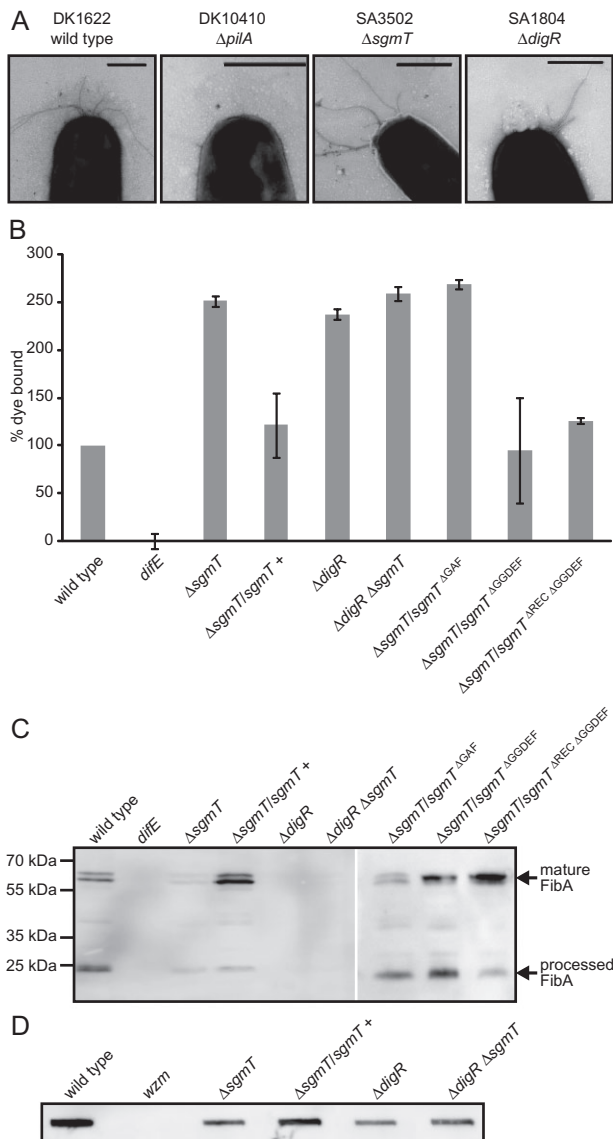 A
DK1622
wild type
DK10410
ΔpilA
SA3502
ΔsgmT
SA1804
ΔdigR
B
% dye bound
300
250
200
150
100
50
0
wild type
difE
ΔsgmT
ΔsgmT/sgmT +
ΔdigR
ΔdigR ΔsgmT
ΔsgmT/sgmT ΔGAF
ΔsgmT/sgmT ΔGGDEF
ΔsgmT/sgmT ΔREC ΔGGDEF
C
wild type
difE
ΔsgmT
ΔsgmT/sgmT +
ΔdigR
ΔdigR ΔsgmT
ΔsgmT/sgmT ΔGAF
ΔsgmT/sgmT ΔGGDEF
ΔsgmT/sgmT ΔREC ΔGGDEF
70 kDa
55 kDa
35 kDa
25 kDa
mature
FibA
processed
FibA
D
wild type
wzm
ΔsgmT
ΔsgmT/sgmT +
ΔdigR
ΔdigR ΔsgmT